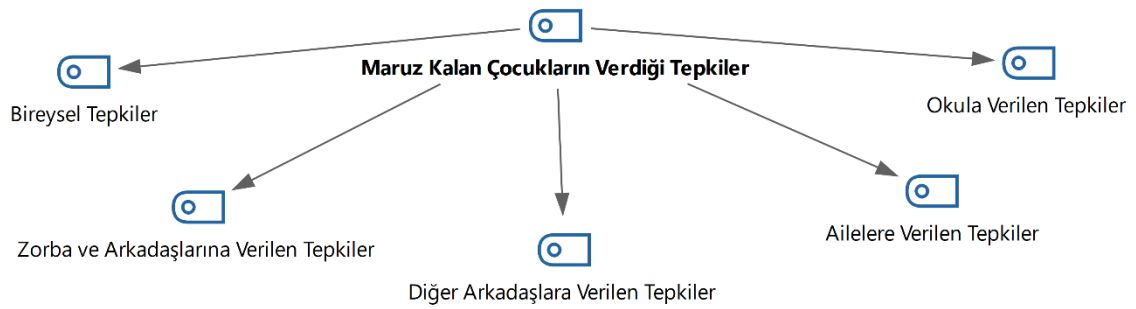 Maruz Kalan Çocukların Verdiği Tepkiler
Bireysel Tepkiler
Okula Verilen Tepkiler
Zorba ve Arkadaşlarına Verilen Tepkiler
Ailelere Verilen Tepkiler
Diğer Arkadaşlara Verilen Tepkiler